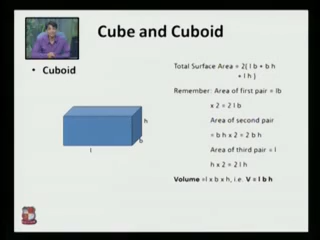 Cube and Cuboid
• Cuboid
Total Surface Area = 2( l b + b h
+ l h )
Remember: Area of first pair = lb
x 2 = 2 l b
Area of second pair
= b h x 2 = 2 b h
Area of third pair = l
h x 2 = 2 l h
Volume =l x b x h, i.e. V = l b h
h
b
l